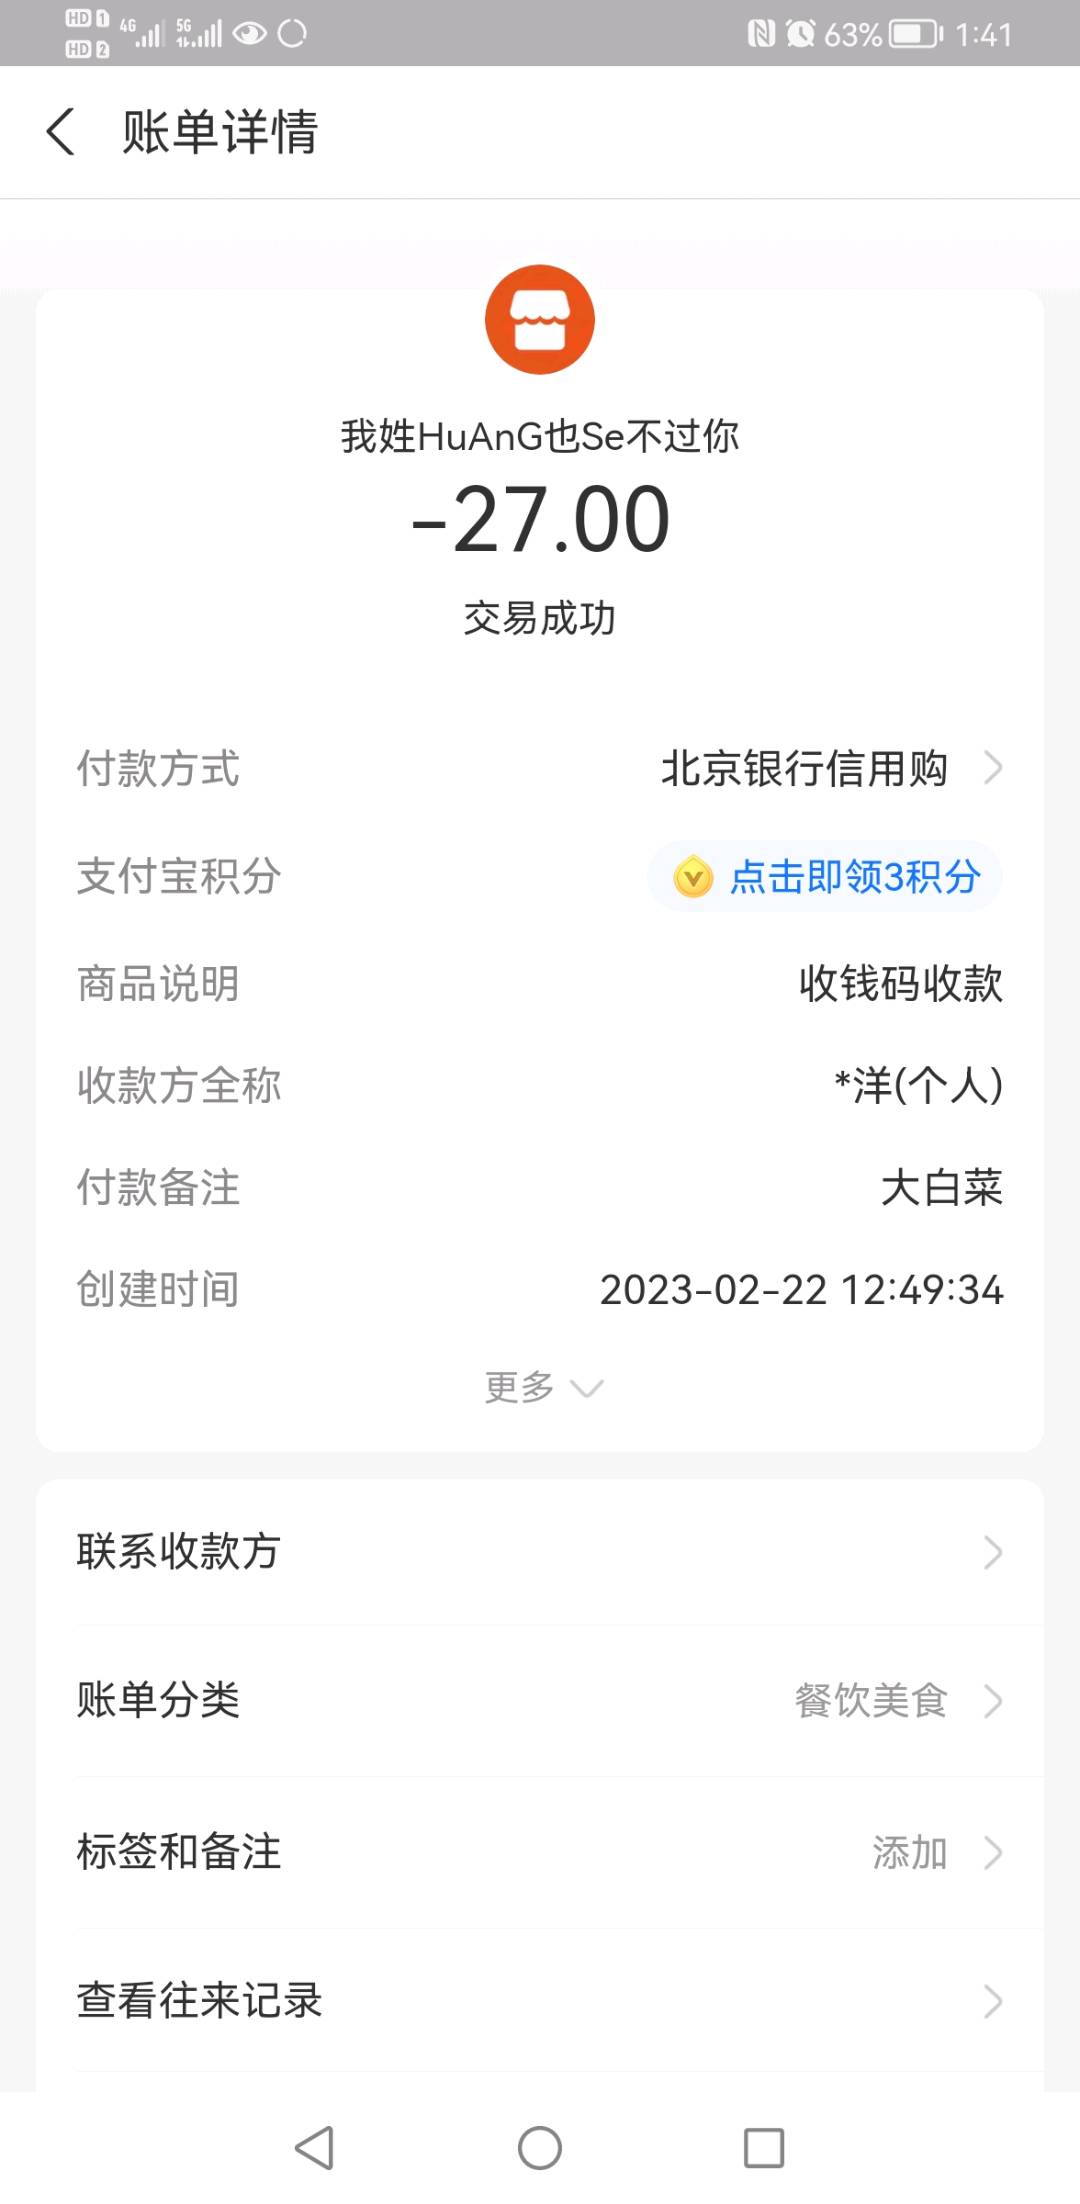 HD 1 4G 5G 63% 1:41
HD 2
账单详情
我姓HuAnG也Se不过你
-27.00
交易成功
付款方式 北京银行信用购
支付宝积分 点击即领3积分
商品说明 收钱码收款
收款方全称 *洋(个人)
付款备注 大白菜
创建时间 2023-02-22 12:49:34
更多
联系收款方
账单分类 餐饮美食
标签和备注 添加
查看往来记录